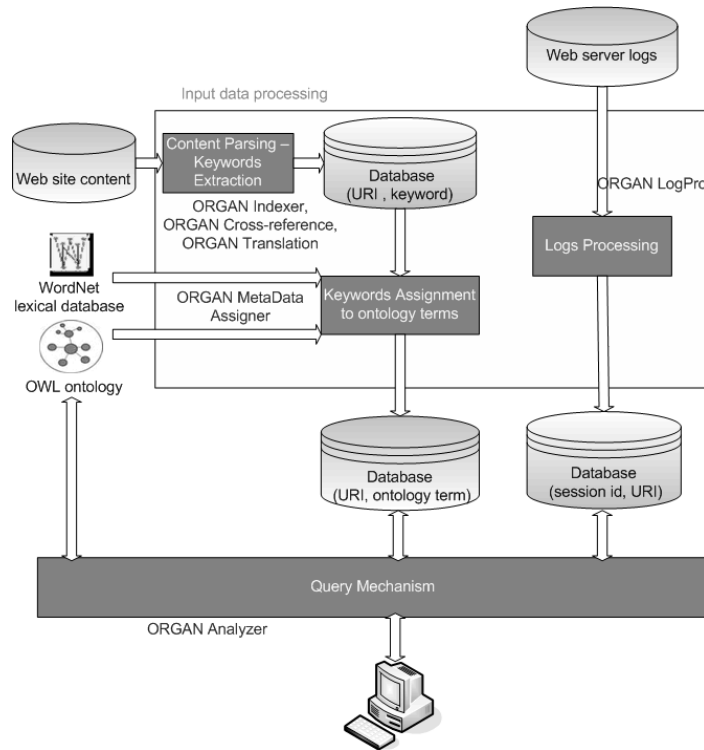 Web server logs
Input data processing
Content Parsing –
Keywords
Extraction
Web site content
Database
(URI , keyword)
ORGAN LogPro
ORGAN Indexer,
ORGAN Cross-reference,
ORGAN Translation
Logs Processing
W
WordNet
lexical database
ORGAN MetaData
Assigner
Keywords Assignment
to ontology terms
OWL ontology
Database
(URI, ontology term)
Database
(session id, URI)
Query Mechanism
ORGAN Analyzer